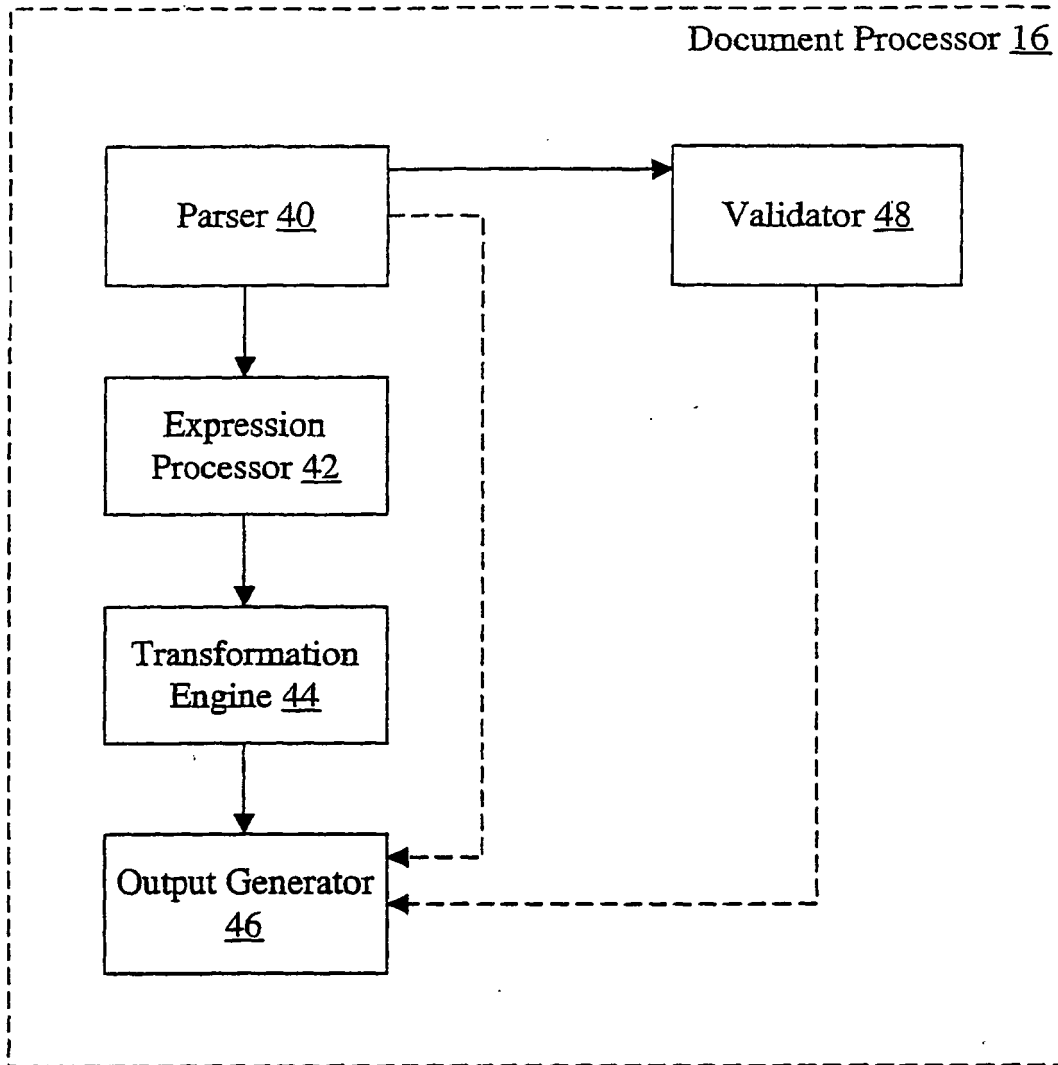 Document Processor 16
Parser 40
Validator 48
Expression
Processor 42
Transformation
Engine 44
Output Generator
46